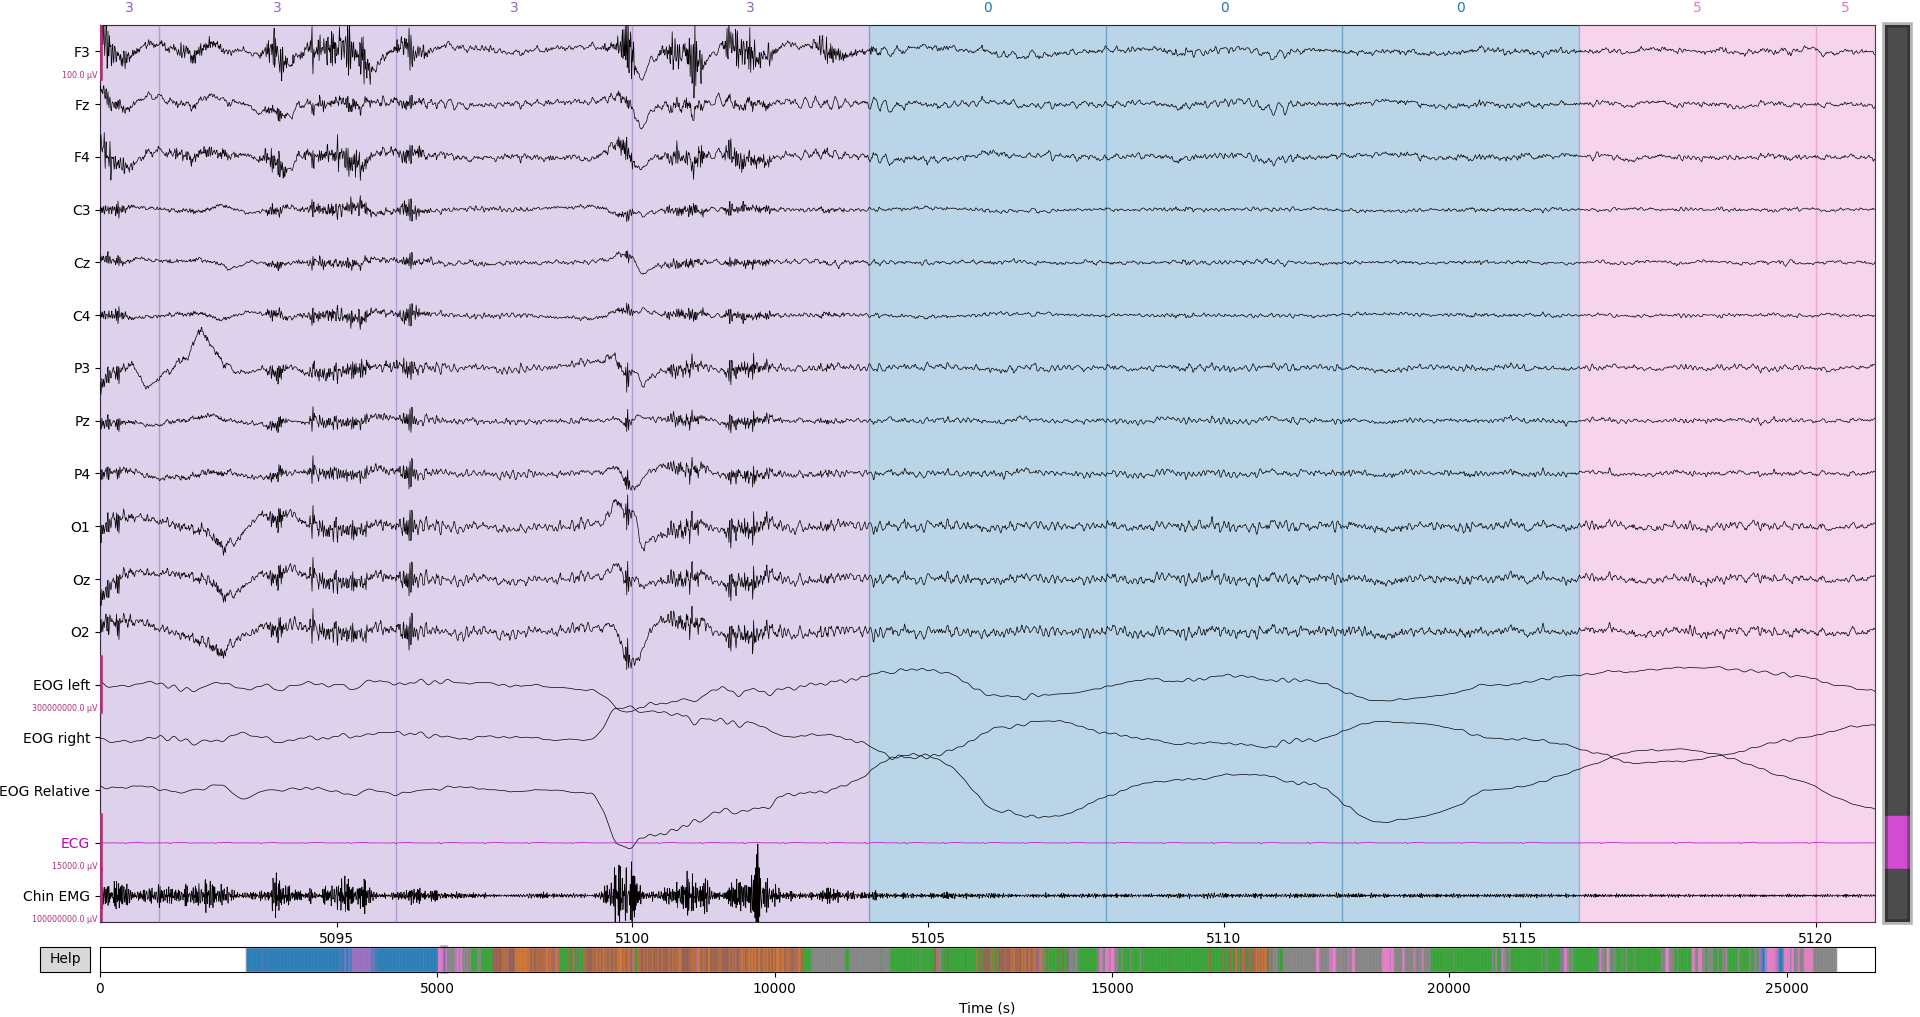 3 3 3 3 0 0 0 5 5
F3
100.0 µV
Fz
F4
C3
Cz
C4
P3
Pz
P4
O1
Oz
O2
EOG left
300000000.0 µV
EOG right
EOG Relative
ECG
15000.0 µV
Chin EMG
100000000.0 µV
5095 5100 5105 5110 5115 5120
Help
0 5000 10000 15000 20000 25000
Time (s)